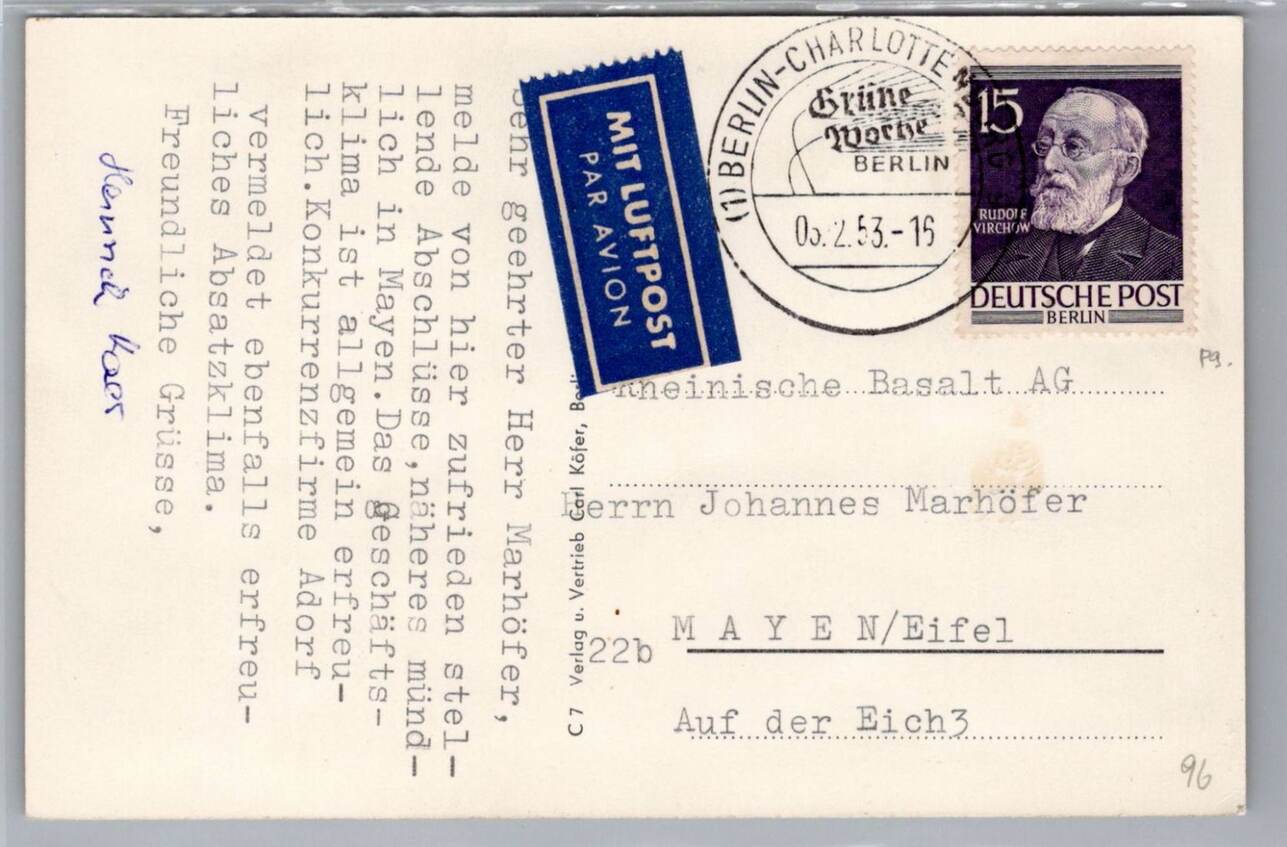 Sehr geehrter Herr Marhöfer,
melde von hier zufrieden stel-
lende Abschlüsse,näheres münd-
lich in Mayen.Das geschäfts-
klima ist allgemein erfreu-
lich.Konkurrenzfirme Adorf
vermeldet ebenfalls erfreu-
liches Absatzklima.
Freundliche Grüsse,
MIT LUFTPOST
PAR AVION
(1) BERLIN-CHARLOTTEN
Grüne
Woche
BERLIN
2.53.-16
15
RUDOLF
VIRCHOW
DEUTSCHE POST
BERLIN
Pg.
Rheinische Basalt AG
Herrn Johannes Marhöfer
22b M A Y E N/Eifel
Auf der Eich3
C 7 Verlag u. Vertrieb Carl Köfer,
96